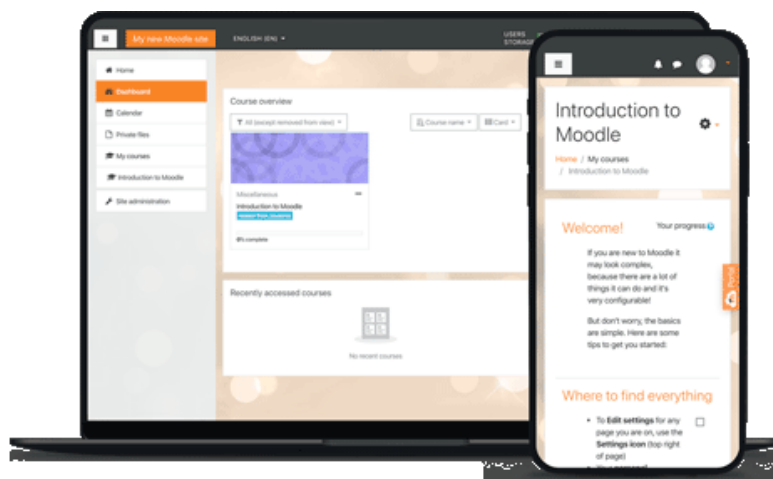 My new Moodle site
ENGLISH (EN)
USERS
STORAGE
Home
Dashboard
Calendar
Private files
My courses
Introduction to Moodle
Site administration
Course overview
All (except removed from view)
Course name
Card
Miscellaneous
Introduction to Moodle
Hidden from students
0% complete
Recently accessed courses
No recent courses
Introduction to
Moodle
Home / My courses
/ Introduction to Moodle
Welcome!
Your progress
If you are new to Moodle it
may look complex,
because there are a lot of
things it can do and it's
very configurable!
But don't worry, the basics
are simple. Here are some
tips to get you started:
Where to find everything
• To Edit settings for any
page you are on, use the
Settings icon (top right
of page)
Portal